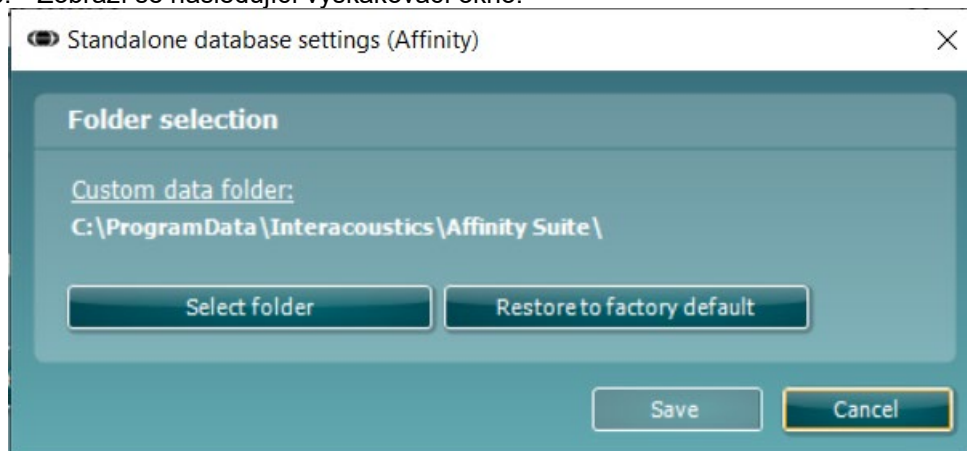 Zobrazí se následující vyskakovací okno:
Standalone database settings (Affinity)
Folder selection
Custom data folder:
C:\ProgramData\Interacoustics\Affinity Suite\
Select folder
Restore to factory default
Save
Cancel